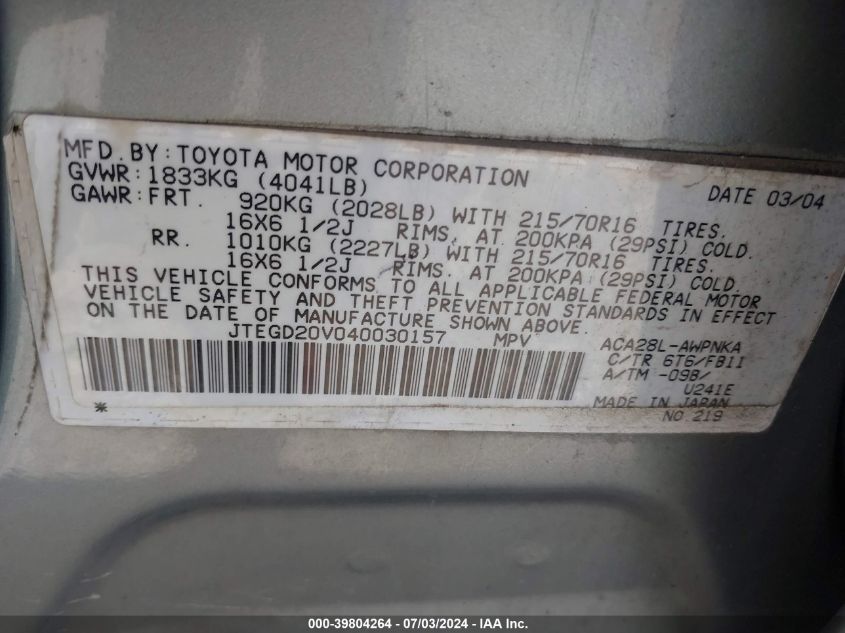 MFD. BY: TOYOTA MOTOR CORPORATION DATE 03/04
GVWR: 1833KG (4041LB)
GAWR: FRT. 920KG (2028LB) WITH 215/70R16 TIRES.
16X6 1/2J RIMS, AT 200KPA (29PSI) COLD.
RR. 1010KG (2227LB) WITH 215/70R16 TIRES.
16X6 1/2J RIMS. AT 200KPA (29PSI) COLD.
THIS VEHICLE CONFORMS TO ALL APPLICABLE FEDERAL MOTOR
VEHICLE SAFETY AND THEFT PREVENTION STANDARDS IN EFFECT
ON THE DATE OF MANUFACTURE SHOWN ABOVE.
JTEGD20V040030157 MPV
ACA28L-AWPNKA
C/TR 6T6/FB11
A/TM -09B/
U241E
MADE IN JAPAN
NO 219
*
000-39804264 / 07/03/2024 - IAA Inc.